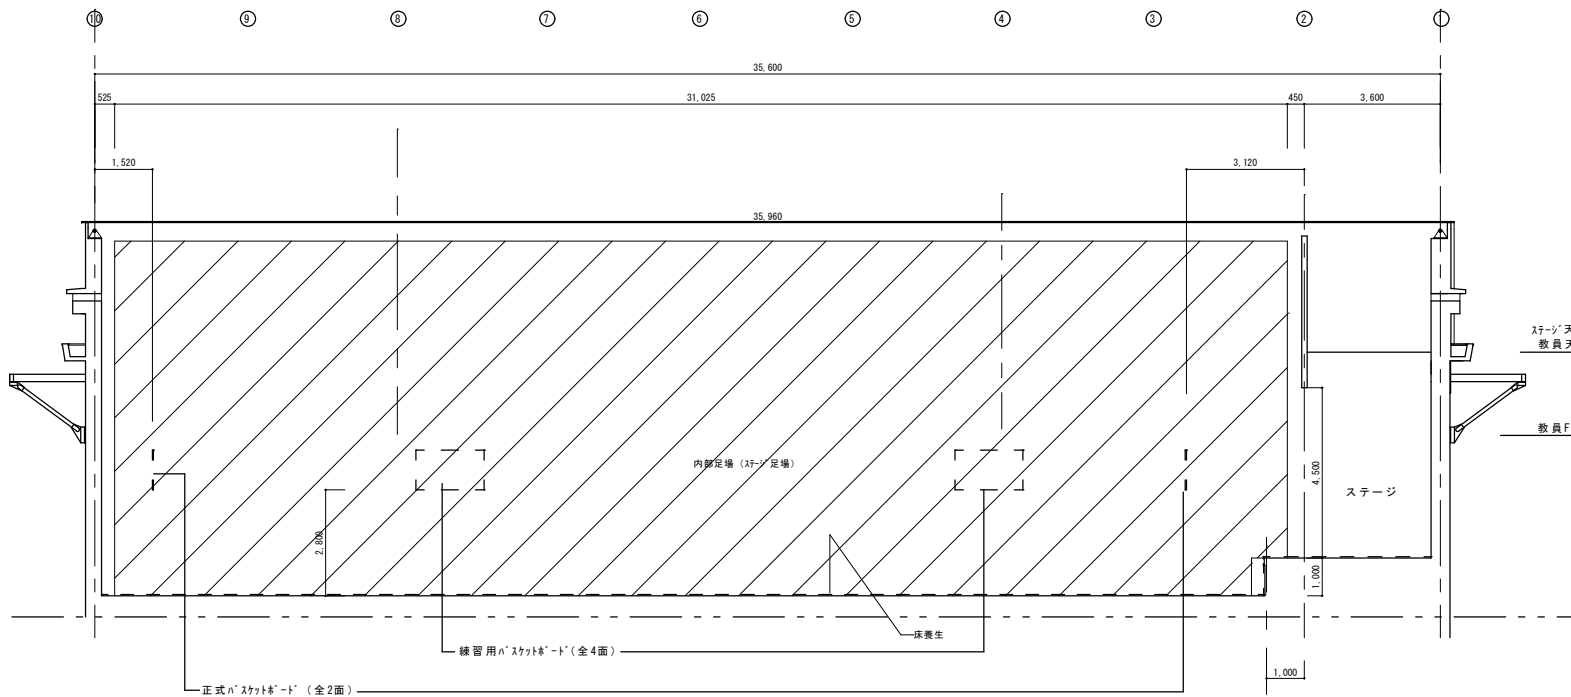 ⑩ ⑨ ⑧ ⑦ ⑥ ⑤ ④ ③ ② ①
35,600
525 31,025 450 3,600
1,520 3,120
35,960
ｽﾃｰｼﾞ天
教員天
教員F
内部足場（ｽﾃｰｼﾞ足場）
4,500
ステージ
2,800
1,000
床養生
練習用ﾊﾞｽｹｯﾄﾎﾞｰﾄﾞ(全4面)
1,000
正式ﾊﾞｽｹｯﾄﾎﾞｰﾄﾞ（全2面）